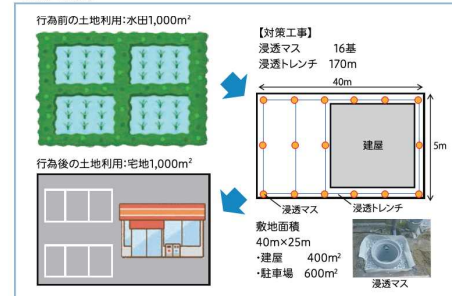 行為前の土地利用:水田1,000m²
【対策工事】
浸透マス 16基
浸透トレンチ 170m
40m
建屋
5m
浸透マス
浸透トレンチ
行為後の土地利用:宅地1,000m²
敷地面積
40m×25m
・建屋 400m²
・駐車場 600m²
浸透マス